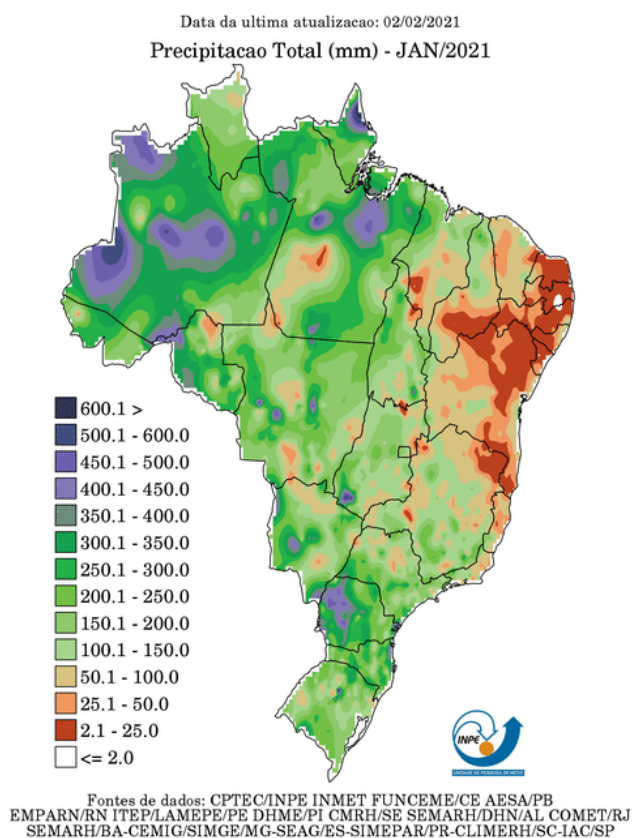 Data da ultima atualizacao: 02/02/2021
Precipitacao Total (mm) - JAN/2021
600.1 >
500.1 - 600.0
450.1 - 500.0
400.1 - 450.0
350.1 - 400.0
300.1 - 350.0
250.1 - 300.0
200.1 - 250.0
150.1 - 200.0
100.1 - 150.0
50.1 - 100.0
25.1 - 50.0
2.1 - 25.0
<= 2.0
INPE
Fontes de dados: CPTEC/INPE INMET FUNCEME/CE AESA/PB
EMPARN/RN ITEP/LAMEPE/PE DHME/PI CMRH/SE SEMARH/DHN/AL COMET/RJ
SEMARH/BA-CEMIG/SIMGE/MG-SEAG/ES-SIMEPAR/PR-CLIMERH/SC-IAC/SP